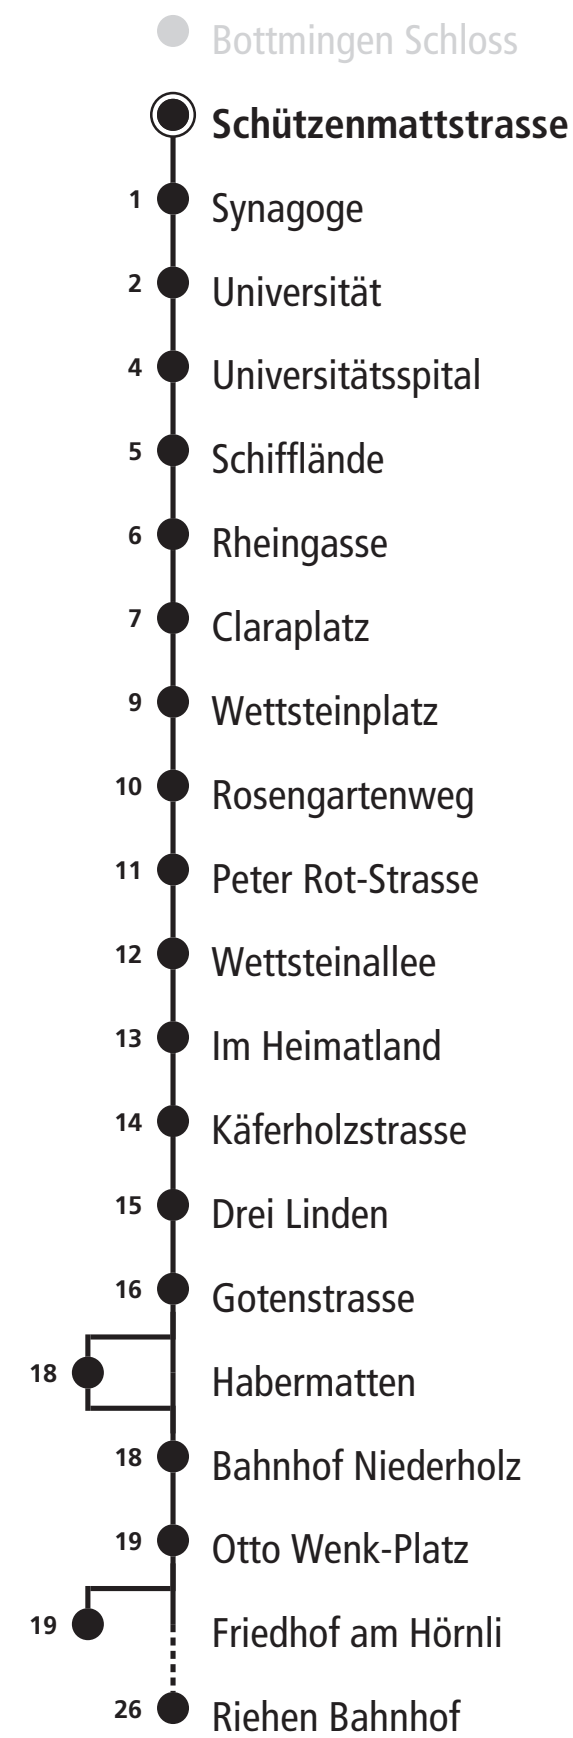 Bottmingen Schloss
Schützenmattstrasse
1 Synagoge
2 Universität
4 Universitätsspital
5 Schifflände
6 Rheingasse
7 Claraplatz
9 Wettsteinplatz
10 Rosengartenweg
11 Peter Rot-Strasse
12 Wettsteinallee
13 Im Heimatland
14 Käferholzstrasse
15 Drei Linden
16 Gotenstrasse
18 Habermatten
18 Bahnhof Niederholz
19 Otto Wenk-Platz
19 Friedhof am Hörnli
26 Riehen Bahnhof